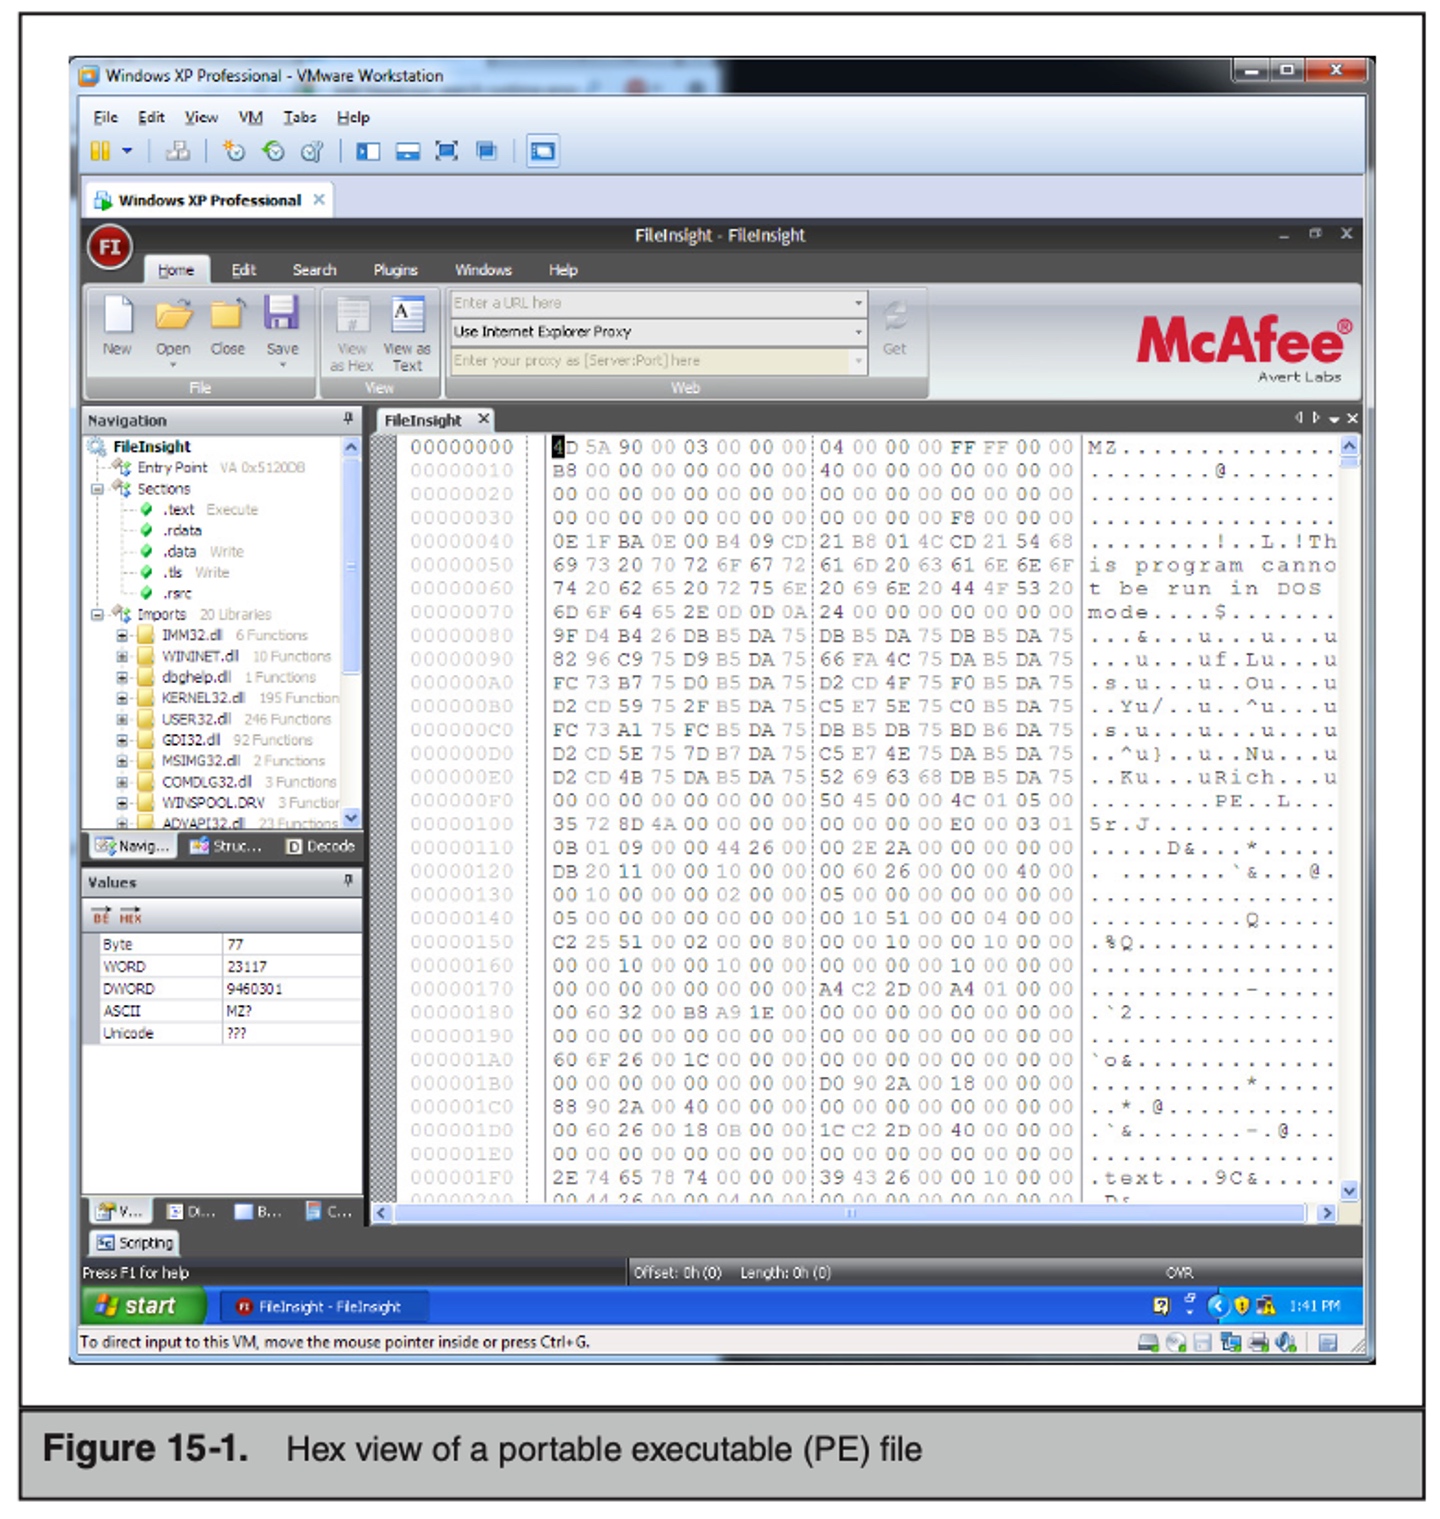 Windows XP Professional - VMware Workstation
File Edit View VM Tabs Help
Windows XP Professional
FileInsight - FileInsight
FI
Home Edit Search Plugins Windows Help
New Open Close Save
File
View as Hex View as Text
View
Enter a URL here
Use Internet Explorer Proxy
Enter your proxy as [Server:Port] here
Get
Web
McAfee®
Avert Labs
Navigation
FileInsight
Entry Point VA 0x5120D8
Sections
.text Execute
.rdata
.data Write
.tls Write
.rsrc
Imports 20 Libraries
IMM32.dll 6 Functions
WININET.dll 10 Functions
dbghelp.dll 1 Functions
KERNEL32.dll 195 Function
USER32.dll 246 Functions
GDI32.dll 92 Functions
MSIMG32.dll 2 Functions
COMDLG32.dll 3 Functions
WINSPOOL.DRV 3 Function
ADVAPI32.dll 23 Functions
Navig... Struc... Decode
Values
BE HEX
Byte 77
WORD 23117
DWORD 9460301
ASCII MZ?
Unicode ???
V... Di... B... C...
FileInsight
00000000 4D 5A 90 00 03 00 00 00 04 00 00 00 FF FF 00 00 MZ..............
00000010 B8 00 00 00 00 00 00 00 40 00 00 00 00 00 00 00 ........@.......
00000020 00 00 00 00 00 00 00 00 00 00 00 00 00 00 00 00 ................
00000030 00 00 00 00 00 00 00 00 00 00 00 00 F8 00 00 00 ................
00000040 0E 1F BA 0E 00 B4 09 CD 21 B8 01 4C CD 21 54 68 ........!..L.!Th
00000050 69 73 20 70 72 6F 67 72 61 6D 20 63 61 6E 6E 6F is program canno
00000060 74 20 62 65 20 72 75 6E 20 69 6E 20 44 4F 53 20 t be run in DOS
00000070 6D 6F 64 65 2E 0D 0D 0A 24 00 00 00 00 00 00 00 mode....$.......
00000080 9F D4 B4 26 DB B5 DA 75 DB B5 DA 75 DB B5 DA 75 ...&...u...u...u
00000090 82 96 C9 75 D9 B5 DA 75 66 FA 4C 75 DA B5 DA 75 ...u...uf.Lu...u
000000A0 FC 73 B7 75 D0 B5 DA 75 D2 CD 4F 75 F0 B5 DA 75 .s.u...u..Ou...u
000000B0 D2 CD 59 75 2F B5 DA 75 C5 E7 5E 75 C0 B5 DA 75 ..Yu/..u..^u...u
000000C0 FC 73 A1 75 FC B5 DA 75 DB B5 DB 75 BD B6 DA 75 .s.u...u...u...u
000000D0 D2 CD 5E 75 7D B7 DA 75 C5 E7 4E 75 DA B5 DA 75 ..^u}..u..Nu...u
000000E0 D2 CD 4B 75 DA B5 DA 75 52 69 63 68 DB B5 DA 75 ..Ku...uRich...u
000000F0 00 00 00 00 00 00 00 00 50 45 00 00 4C 01 05 00 ........PE..L...
00000100 35 72 8D 4A 00 00 00 00 00 00 00 00 E0 00 03 01 5r.J............
00000110 0B 01 09 00 00 44 26 00 00 2E 2A 00 00 00 00 00 .....D&...*.....
00000120 DB 20 11 00 00 10 00 00 00 60 26 00 00 00 40 00 . .......`&...@.
00000130 00 10 00 00 00 02 00 00 05 00 00 00 00 00 00 00 ................
00000140 05 00 00 00 00 00 00 00 00 10 51 00 00 04 00 00 ..........Q.....
00000150 C2 25 51 00 02 00 00 80 00 00 10 00 00 10 00 00 .%Q.............
00000160 00 00 10 00 00 10 00 00 00 00 00 00 10 00 00 00 ................
00000170 00 00 00 00 00 00 00 00 A4 C2 2D 00 A4 01 00 00 ..........-.....
00000180 00 60 32 00 B8 A9 1E 00 00 00 00 00 00 00 00 00 .`2.............
00000190 00 00 00 00 00 00 00 00 00 00 00 00 00 00 00 00 ................
000001A0 60 6F 26 00 1C 00 00 00 00 00 00 00 00 00 00 00 `o&.............
000001B0 00 00 00 00 00 00 00 00 D0 90 2A 00 18 00 00 00 ..........*.....
000001C0 88 90 2A 00 40 00 00 00 00 00 00 00 00 00 00 00 ..*.@...........
000001D0 00 60 26 00 18 0B 00 00 1C C2 2D 00 40 00 00 00 .`&.......-.@...
000001E0 00 00 00 00 00 00 00 00 00 00 00 00 00 00 00 00 ................
000001F0 2E 74 65 78 74 00 00 00 39 43 26 00 00 10 00 00 .text...9C&.....
00000200 00 44 26 00 00 04 00 00 00 00 00 00 00 00 00 00 .D&.............
Scripting
Press F1 for help Offset: 0h (0) Length: 0h (0) OVR
start FileInsight - FileInsight 1:41 PM
To direct input to this VM, move the mouse pointer inside or press Ctrl+G.
Figure 15-1. Hex view of a portable executable (PE) file